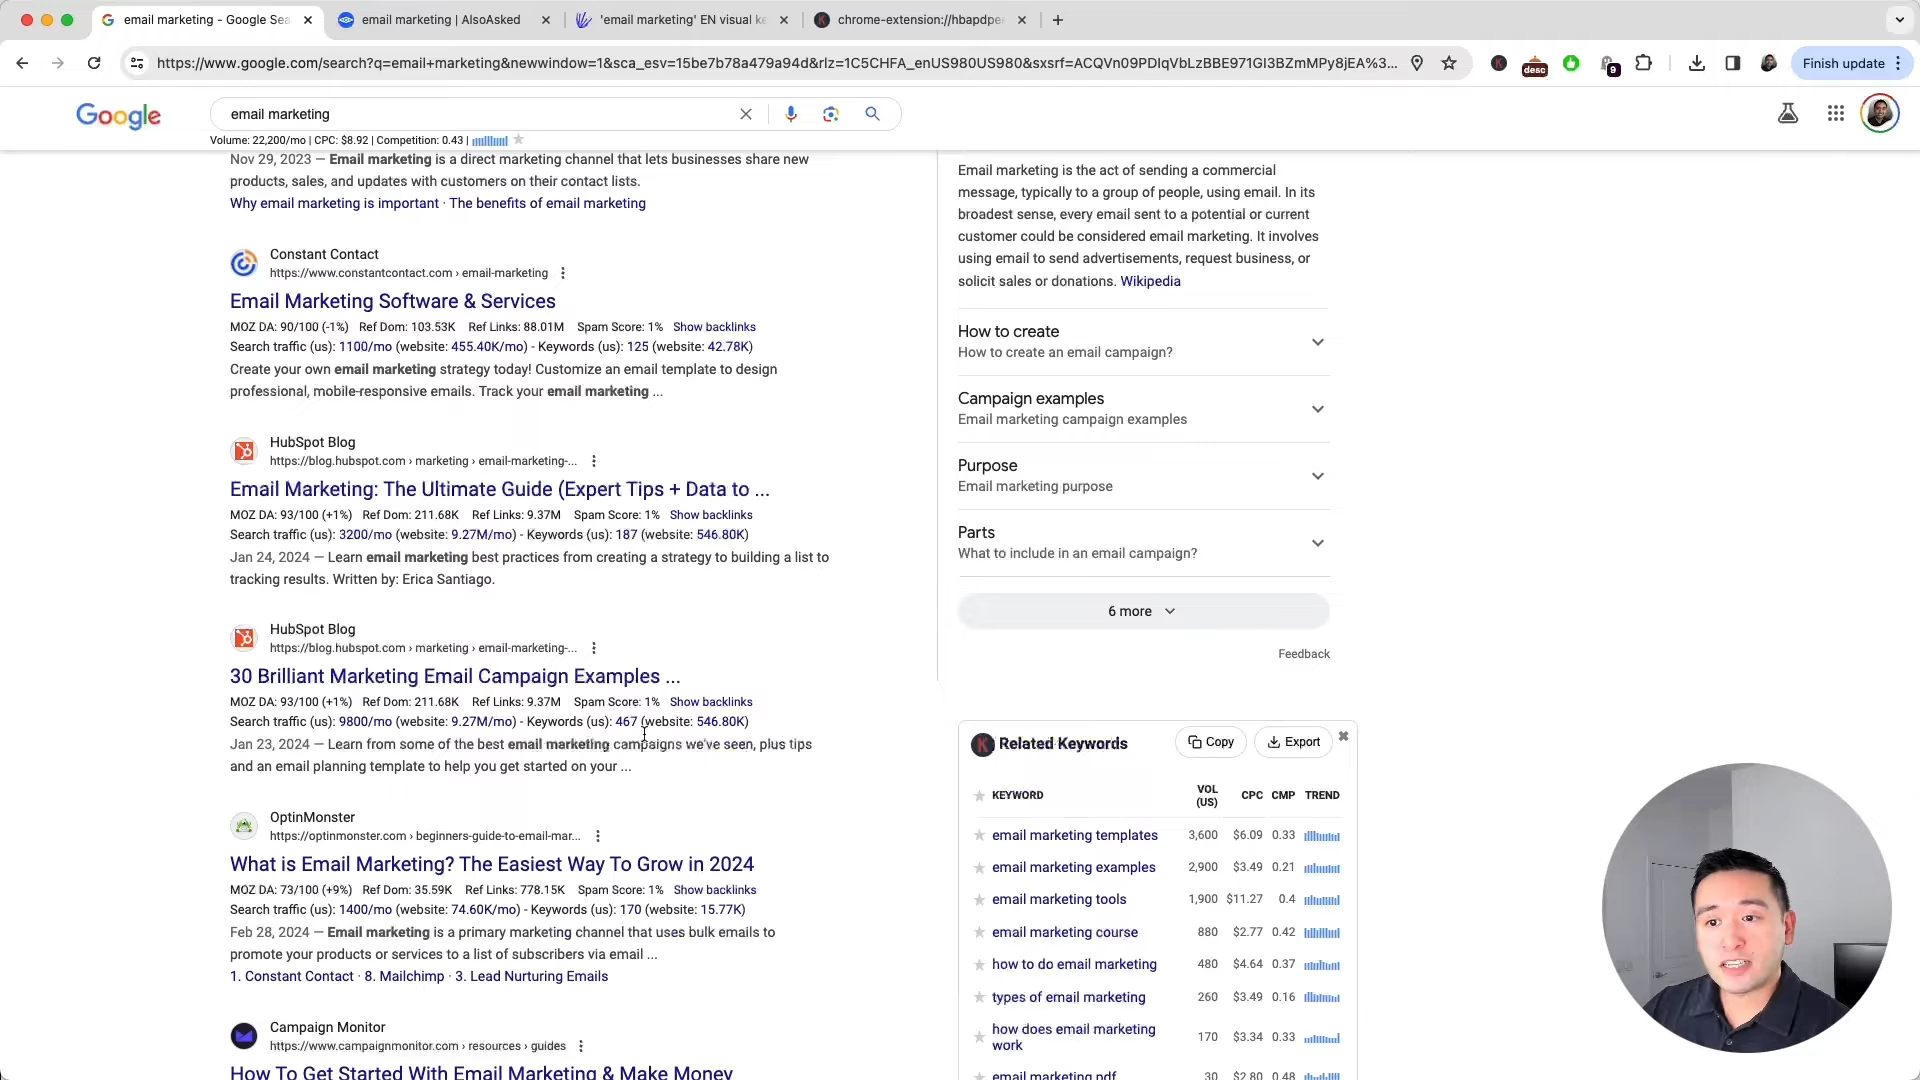 email marketing - Google Sea
email marketing | AlsoAsked
'email marketing' EN visual ke
chrome-extension://hbapdpe
https://www.google.com/search?q=email+marketing&newwindow=1&sca_esv=15be7b78a479a94d&rlz=1C5CHFA_enUS980US980&sxsrf=ACQVn09PDIqVbLzBBE971GI3BZmMPy8jEA%3...
desc
9
Finish update
Google
email marketing
Volume: 22,200/mo | CPC: $8.92 | Competition: 0.43 |
Nov 29, 2023 — Email marketing is a direct marketing channel that lets businesses share new
products, sales, and updates with customers on their contact lists.
Why email marketing is important · The benefits of email marketing
Constant Contact
https://www.constantcontact.com › email-marketing
Email Marketing Software & Services
MOZ DA: 90/100 (-1%) Ref Dom: 103.53K Ref Links: 88.01M Spam Score: 1% Show backlinks
Search traffic (us): 1100/mo (website: 455.40K/mo) - Keywords (us): 125 (website: 42.78K)
Create your own email marketing strategy today! Customize an email template to design
professional, mobile-responsive emails. Track your email marketing ...
HubSpot Blog
https://blog.hubspot.com › marketing › email-marketing-...
Email Marketing: The Ultimate Guide (Expert Tips + Data to ...
MOZ DA: 93/100 (+1%) Ref Dom: 211.68K Ref Links: 9.37M Spam Score: 1% Show backlinks
Search traffic (us): 3200/mo (website: 9.27M/mo) - Keywords (us): 187 (website: 546.80K)
Jan 24, 2024 — Learn email marketing best practices from creating a strategy to building a list to
tracking results. Written by: Erica Santiago.
HubSpot Blog
https://blog.hubspot.com › marketing › email-marketing-...
30 Brilliant Marketing Email Campaign Examples ...
MOZ DA: 93/100 (+1%) Ref Dom: 211.68K Ref Links: 9.37M Spam Score: 1% Show backlinks
Search traffic (us): 9800/mo (website: 9.27M/mo) - Keywords (us): 467 (website: 546.80K)
Jan 23, 2024 — Learn from some of the best email marketing campaigns we've seen, plus tips
and an email planning template to help you get started on your ...
OptinMonster
https://optinmonster.com › beginners-guide-to-email-mar...
What is Email Marketing? The Easiest Way To Grow in 2024
MOZ DA: 73/100 (+9%) Ref Dom: 35.59K Ref Links: 778.15K Spam Score: 1% Show backlinks
Search traffic (us): 1400/mo (website: 74.60K/mo) - Keywords (us): 170 (website: 15.77K)
Feb 28, 2024 — Email marketing is a primary marketing channel that uses bulk emails to
promote your products or services to a list of subscribers via email ...
1. Constant Contact · 8. Mailchimp · 3. Lead Nurturing Emails
Campaign Monitor
https://www.campaignmonitor.com › resources › guides
How To Get Started With Email Marketing & Make Money
Email marketing is the act of sending a commercial
message, typically to a group of people, using email. In its
broadest sense, every email sent to a potential or current
customer could be considered email marketing. It involves
using email to send advertisements, request business, or
solicit sales or donations. Wikipedia
How to create
How to create an email campaign?
Campaign examples
Email marketing campaign examples
Purpose
Email marketing purpose
Parts
What to include in an email campaign?
6 more
Feedback
K Related Keywords Copy Export
KEYWORD VOL (US) CPC CMP TREND
email marketing templates 3,600 $6.09 0.33
email marketing examples 2,900 $3.49 0.21
email marketing tools 1,900 $11.27 0.4
email marketing course 880 $2.77 0.42
how to do email marketing 480 $4.64 0.37
types of email marketing 260 $3.49 0.16
how does email marketing work 170 $3.34 0.33
email marketing pdf 30 $2.80 0.48